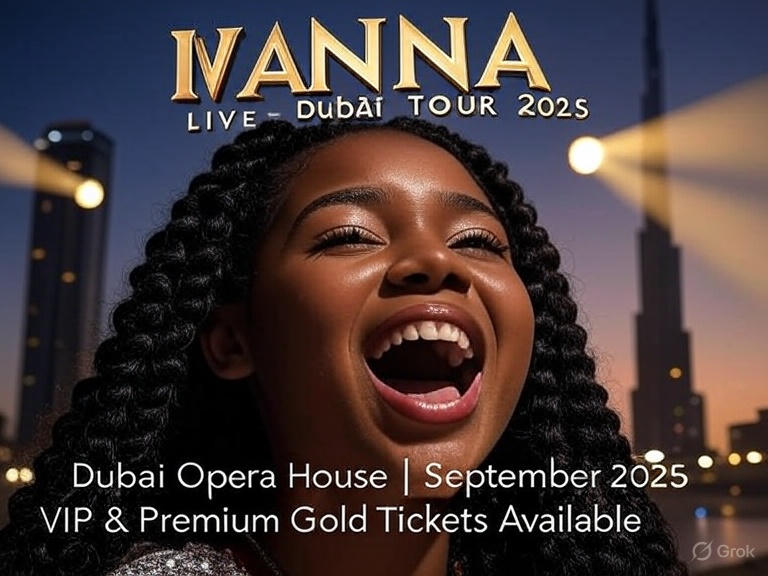 IVANNA
LIVE - DUBAI TOUR 2025
Dubai Opera House | September 2025
VIP & Premium Gold Tickets Available
Grok